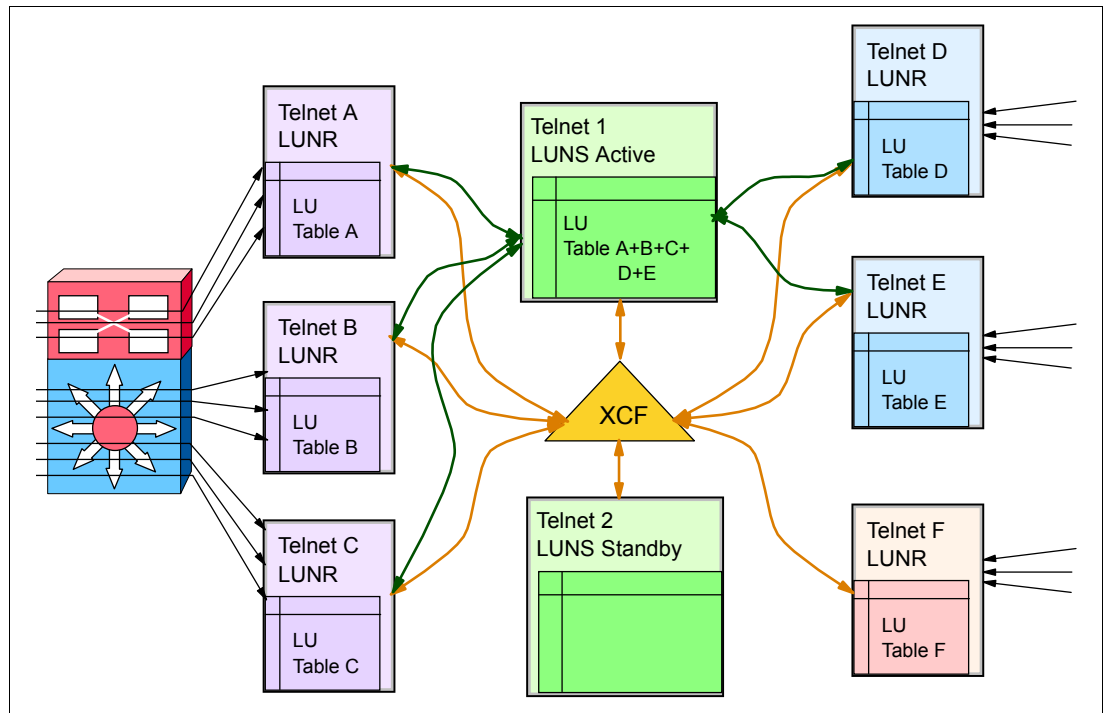 Telnet A
LUNR
LU
Table A
Telnet B
LUNR
LU
Table B
Telnet C
LUNR
LU
Table C
Telnet 1
LUNS Active
LU
Table A+B+C+
D+E
XCF
Telnet 2
LUNS Standby
Telnet D
LUNR
LU
Table D
Telnet E
LUNR
LU
Table E
Telnet F
LUNR
LU
Table F